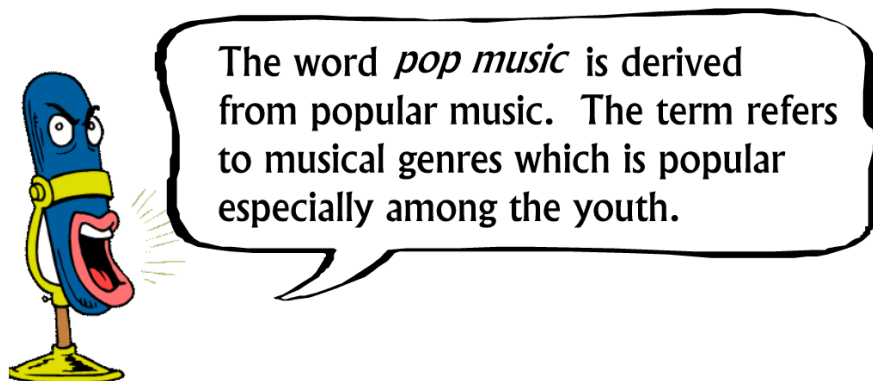 The word pop music is derived
from popular music.  The term refers
to musical genres which is popular
especially among the youth.